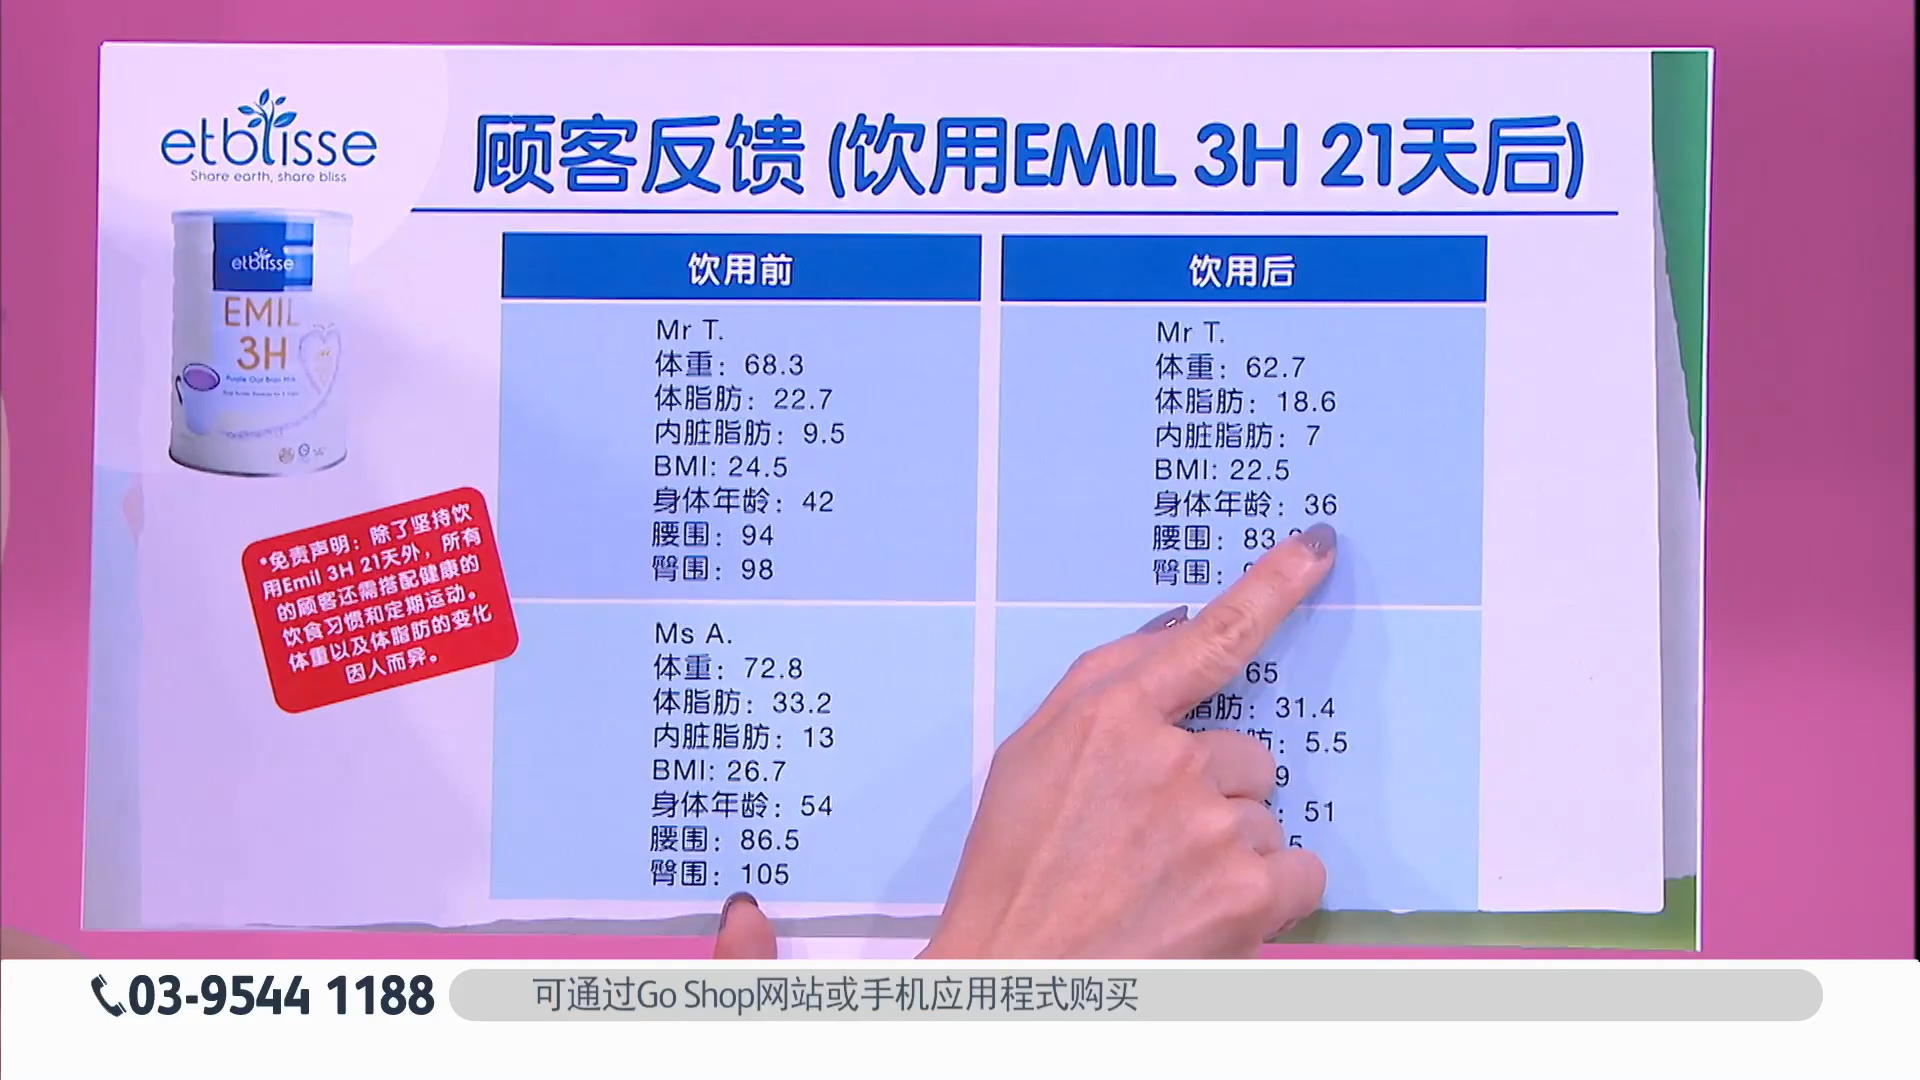 etblisse
Share earth, share bliss
顾客反馈 (饮用EMIL 3H 21天后)
etblisse
EMIL
3H
Purple Oat Bran Milk
*免责声明：除了坚持饮
用Emil 3H 21天外，所有
的顾客还需搭配健康的
饮食习惯和定期运动。
体重以及体脂肪的变化
因人而异。
饮用前
Mr T.
体重：68.3
体脂肪：22.7
内脏脂肪：9.5
BMI: 24.5
身体年龄：42
腰围：94
臀围：98
Ms A.
体重：72.8
体脂肪：33.2
内脏脂肪：13
BMI: 26.7
身体年龄：54
腰围：86.5
臀围：105
饮用后
Mr T.
体重：62.7
体脂肪：18.6
内脏脂肪：7
BMI: 22.5
身体年龄：36
腰围：83
臀围：
65
脂肪：31.4
肪：5.5
9
：51
5
03-9544 1188
可通过Go Shop网站或手机应用程式购买